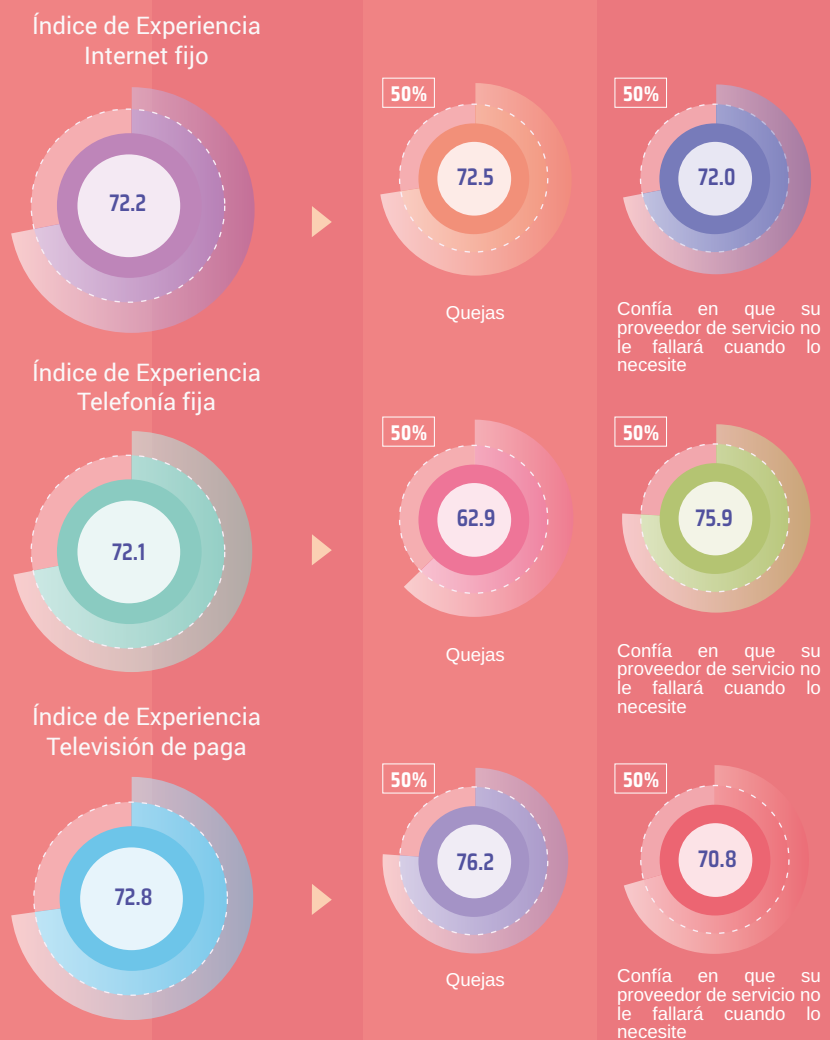 Índice de Experiencia
Internet fijo
72.2
50%
72.5
Quejas
50%
72.0
Confía en que su
proveedor de servicio no
le fallará cuando lo
necesite
Índice de Experiencia
Telefonía fija
72.1
50%
62.9
Quejas
50%
75.9
Confía en que su
proveedor de servicio no
le fallará cuando lo
necesite
Índice de Experiencia
Televisión de paga
72.8
50%
76.2
Quejas
50%
70.8
Confía en que su
proveedor de servicio no
le fallará cuando lo
necesite